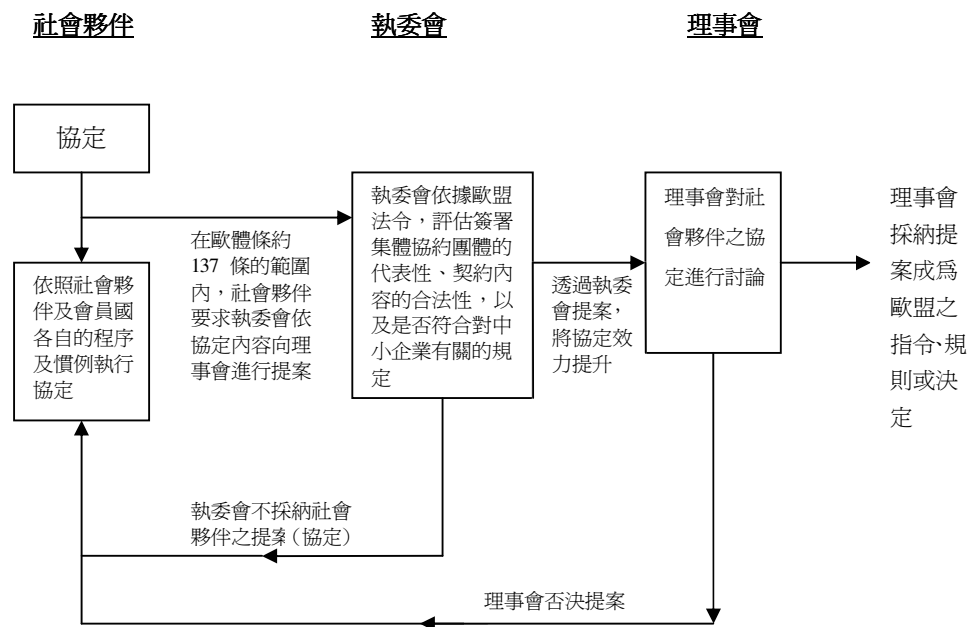 社會夥伴
執委會
理事會
協定
依照社會夥
伴及會員國
各自的程序
及慣例執行
協定
在歐體條約
137 條的範圍
內，社會夥伴
要求執委會依
協定內容向理
事會進行提案
執委會依據歐盟
法令，評估簽署
集體協約團體的
代表性、契約內
容的合法性，以
及是否符合對中
小企業有關的規
定
透過執委
會提案，
將協定效
力提升
理事會對社
會夥伴之協
定進行討論
理事會
採納提
案成為
歐盟之
指令、規
則或決
定
執委會不採納社會
夥伴之提案（協定）
理事會否決提案